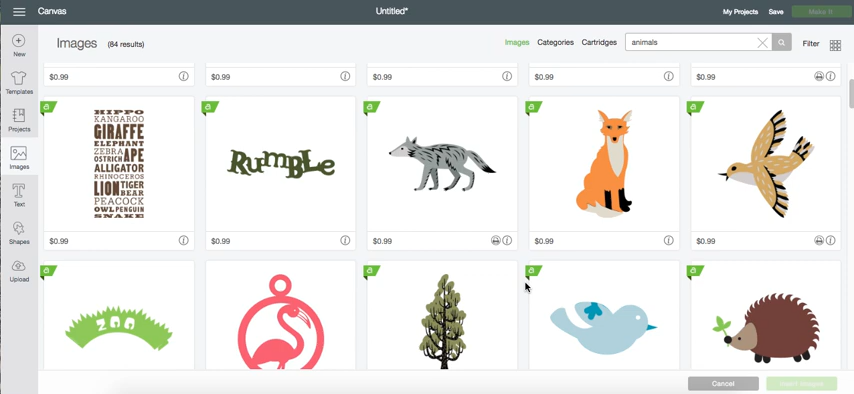 Canvas
Untitled*
My Projects Save Make It
Images (84 results)
Images Categories Cartridges animals Filter
New
Templates
Projects
Images
Text
Shapes
Upload
$0.99 $0.99 $0.99 $0.99 $0.99
HIPPO
KANGAROO
GIRAFFE
ELEPHANT
ZEBRA
OSTRICH APE
ALLIGATOR
RHINOCEROS
LION TIGER
BEAR
PEACOCK
OWL PENGUIN
SNAKE
RUMBLE
$0.99 $0.99 $0.99 $0.99 $0.99
ZOO
Cancel Insert Images